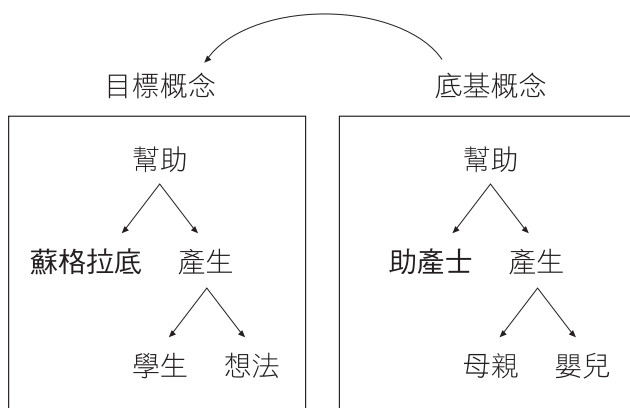 目標概念
底基概念
幫助
幫助
蘇格拉底 產生
助產士 產生
學生 想法
母親 嬰兒